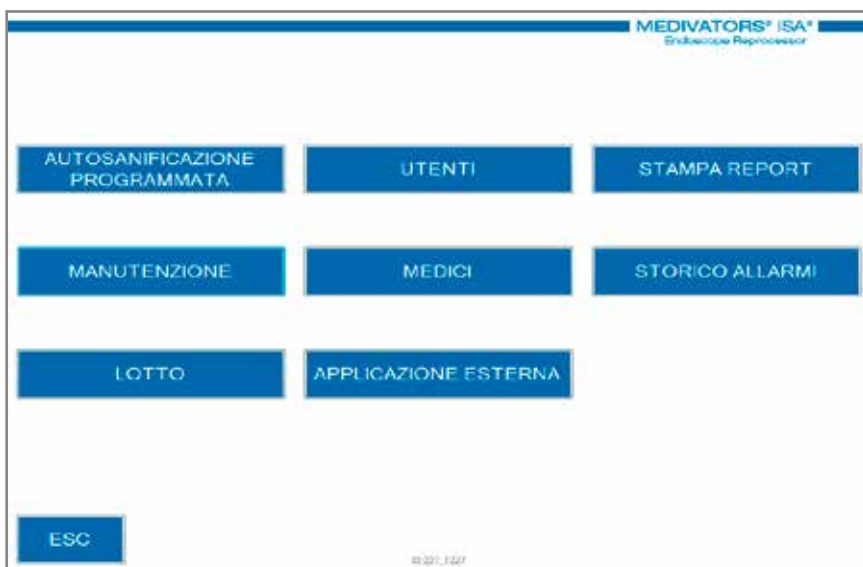 MEDIVATORS® ISA®
Endoscope Reprocessor
AUTOSANIFICAZIONE
PROGRAMMATA
UTENTI
STAMPA REPORT
MANUTENZIONE
MEDICI
STORICO ALLARMI
LOTTO
APPLICAZIONE ESTERNA
ESC